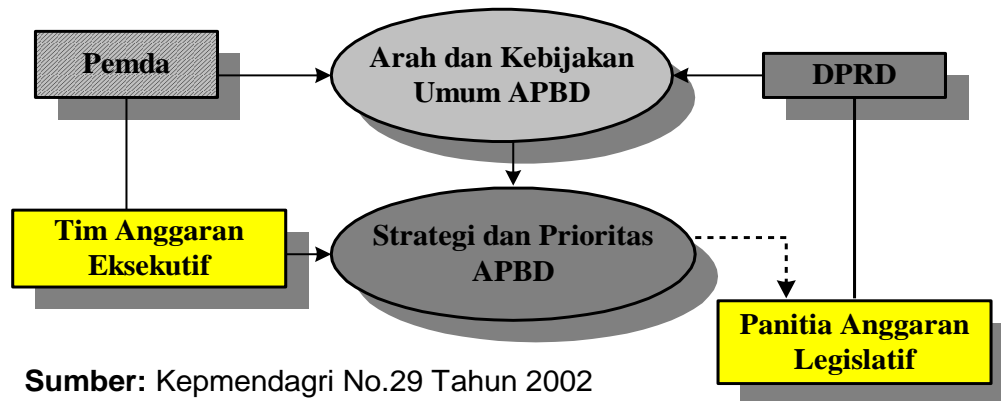 Pemda
Arah dan Kebijakan
Umum APBD
DPRD
Tim Anggaran
Eksekutif
Strategi dan Prioritas
APBD
Panitia Anggaran
Legislatif
Sumber: Kepmendagri No.29 Tahun 2002